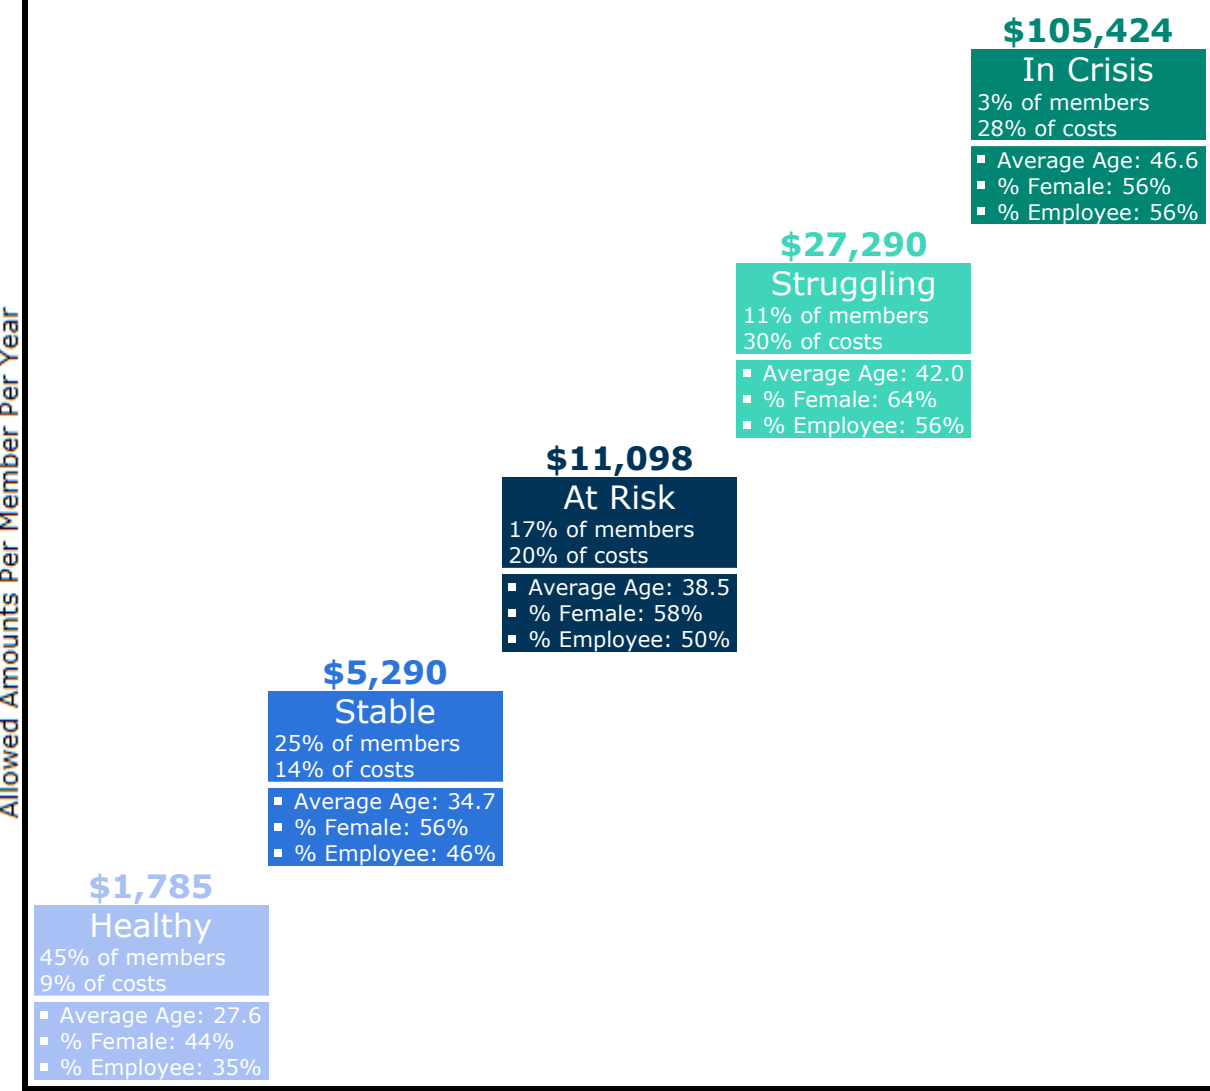 $105,424
In Crisis
3% of members
28% of costs
▪ Average Age: 46.6
▪ % Female: 56%
▪ % Employee: 56%
$27,290
Struggling
11% of members
30% of costs
▪ Average Age: 42.0
▪ % Female: 64%
▪ % Employee: 56%
$11,098
At Risk
17% of members
20% of costs
▪ Average Age: 38.5
▪ % Female: 58%
▪ % Employee: 50%
$5,290
Stable
25% of members
14% of costs
▪ Average Age: 34.7
▪ % Female: 56%
▪ % Employee: 46%
$1,785
Healthy
45% of members
9% of costs
▪ Average Age: 27.6
▪ % Female: 44%
▪ % Employee: 35%
Allowed Amounts Per Member Per Year